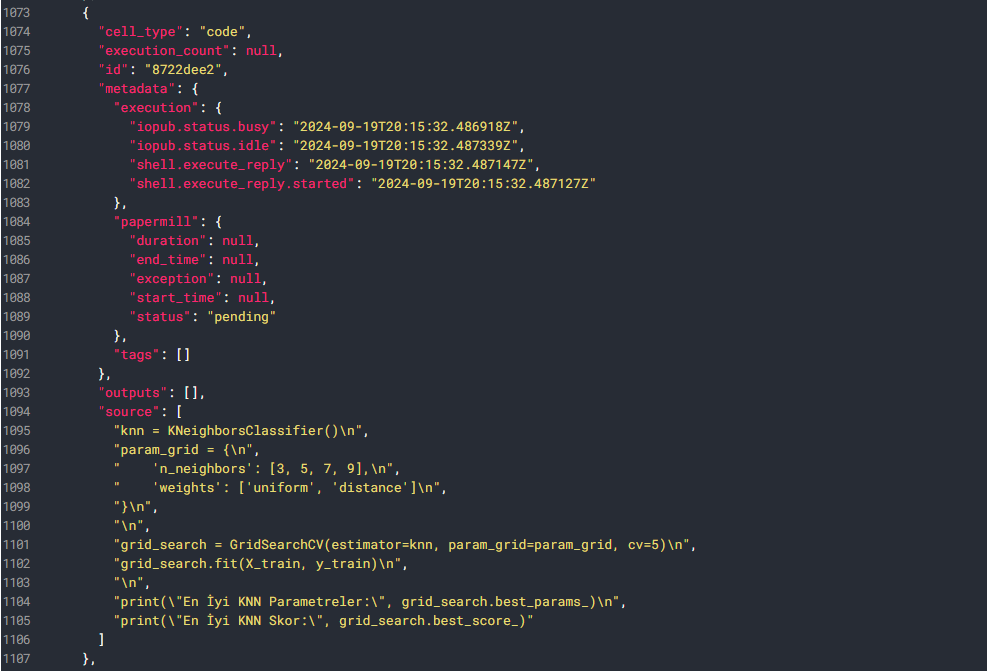 1073 {
1074 "cell_type": "code",
1075 "execution_count": null,
1076 "id": "8722dee2",
1077 "metadata": {
1078 "execution": {
1079 "iopub.status.busy": "2024-09-19T20:15:32.486918Z",
1080 "iopub.status.idle": "2024-09-19T20:15:32.487339Z",
1081 "shell.execute_reply": "2024-09-19T20:15:32.487147Z",
1082 "shell.execute_reply.started": "2024-09-19T20:15:32.487127Z"
1083 },
1084 "papermill": {
1085 "duration": null,
1086 "end_time": null,
1087 "exception": null,
1088 "start_time": null,
1089 "status": "pending"
1090 },
1091 "tags": []
1092 },
1093 "outputs": [],
1094 "source": [
1095 "knn = KNeighborsClassifier()\n",
1096 "param_grid = {\n",
1097 "    'n_neighbors': [3, 5, 7, 9],\n",
1098 "    'weights': ['uniform', 'distance']\n",
1099 "}\n",
1100 "\n",
1101 "grid_search = GridSearchCV(estimator=knn, param_grid=param_grid, cv=5)\n",
1102 "grid_search.fit(X_train, y_train)\n",
1103 "\n",
1104 "print(\"En İyi KNN Parametreler:\", grid_search.best_params_)\n",
1105 "print(\"En İyi KNN Skor:\", grid_search.best_score_)"
1106 ]
1107 },